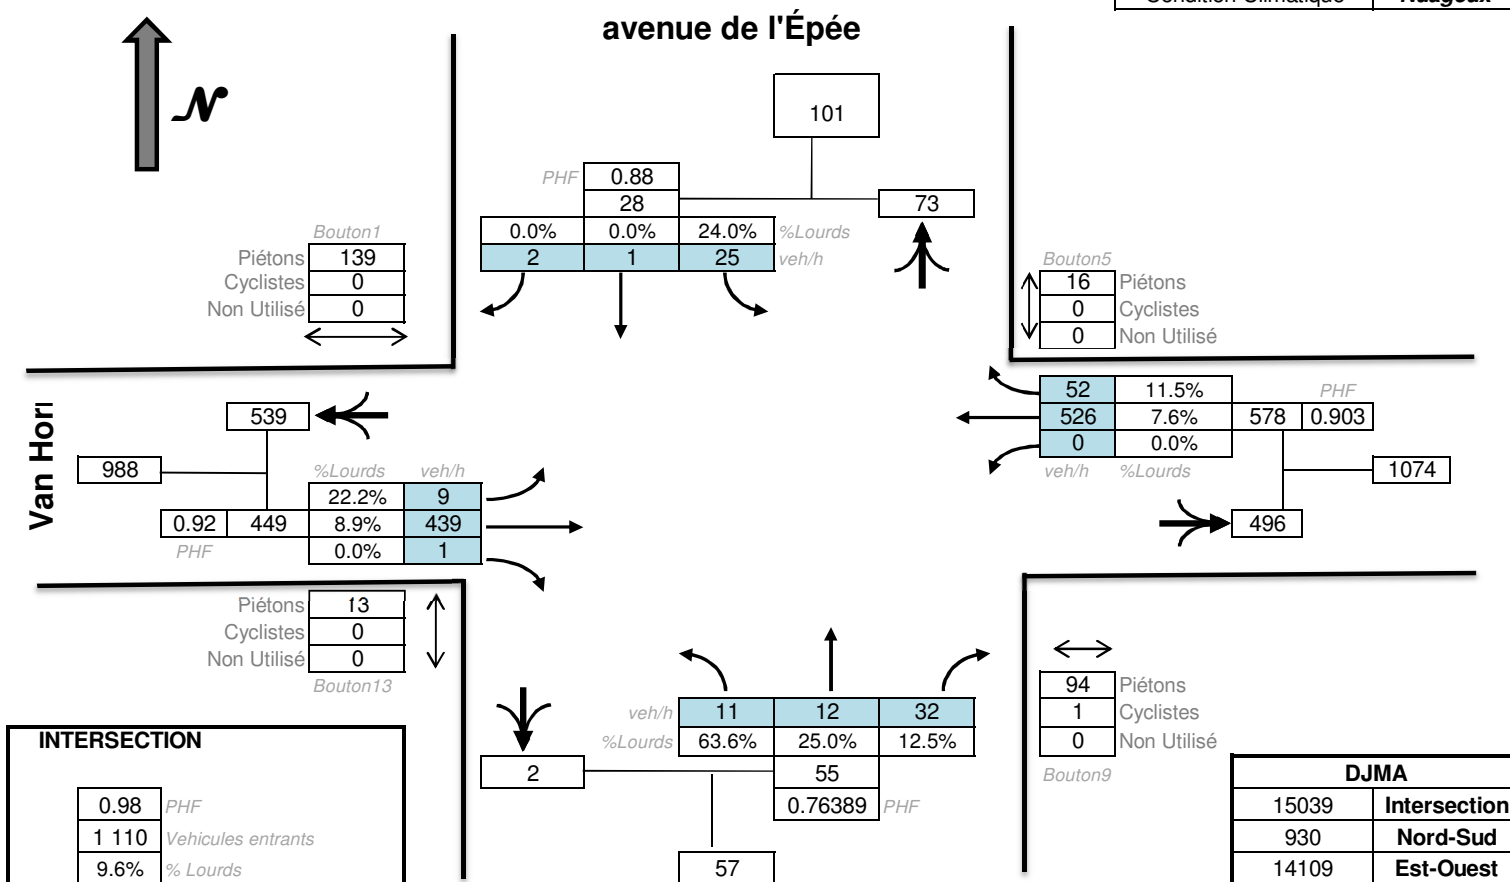 Condition Climatique Nuageux
avenue de l'Épée
N
101
PHF 0.88
28
73
0.0% 0.0% 24.0% %Lourds
2 1 25 veh/h
Bouton1
Piétons 139
Cyclistes 0
Non Utilisé 0
Bouton5
16 Piétons
0 Cyclistes
0 Non Utilisé
52 11.5% PHF
526 7.6% 578 0.903
0 0.0%
veh/h %Lourds
1074
496
Van Hor
539
988
%Lourds veh/h
22.2% 9
0.92 449 8.9% 439
PHF 0.0% 1
Piétons 13
Cyclistes 0
Non Utilisé 0
Bouton13
veh/h 11 12 32
%Lourds 63.6% 25.0% 12.5%
2 55
0.76389 PHF
57
94 Piétons
1 Cyclistes
0 Non Utilisé
Bouton9
INTERSECTION
0.98 PHF
1 110 Vehicules entrants
9.6% % Lourds
DJMA
15039 Intersection
930 Nord-Sud
14109 Est-Ouest